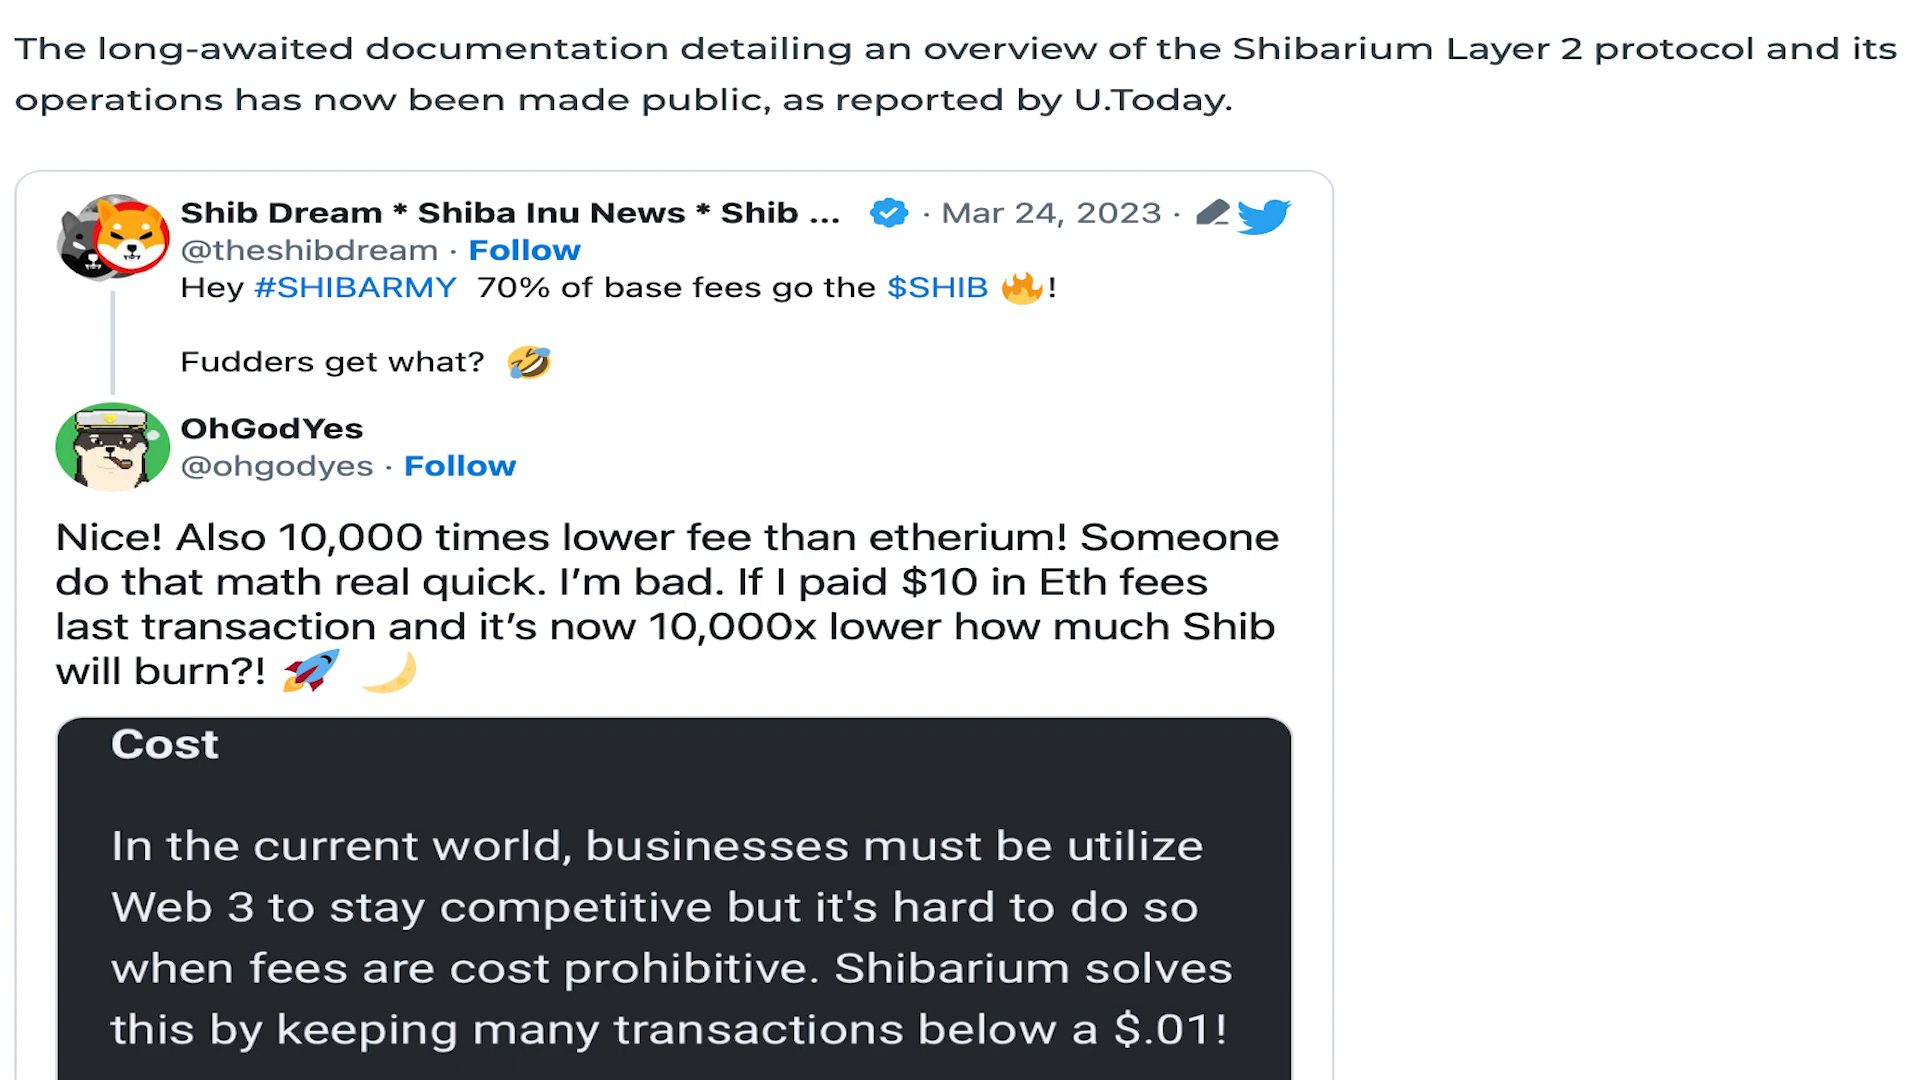 The long-awaited documentation detailing an overview of the Shibarium Layer 2 protocol and its
operations has now been made public, as reported by U.Today.
Shib Dream * Shiba Inu News * Shib ... · Mar 24, 2023 ·
@theshibdream · Follow
Hey #SHIBARMY 70% of base fees go the $SHIB 🔥!
Fudders get what? 🤣
OhGodYes
@ohgodyes · Follow
Nice! Also 10,000 times lower fee than etherium! Someone
do that math real quick. I’m bad. If I paid $10 in Eth fees
last transaction and it’s now 10,000x lower how much Shib
will burn?! 🚀 🌙
Cost
In the current world, businesses must be utilize
Web 3 to stay competitive but it's hard to do so
when fees are cost prohibitive. Shibarium solves
this by keeping many transactions below a $.01!